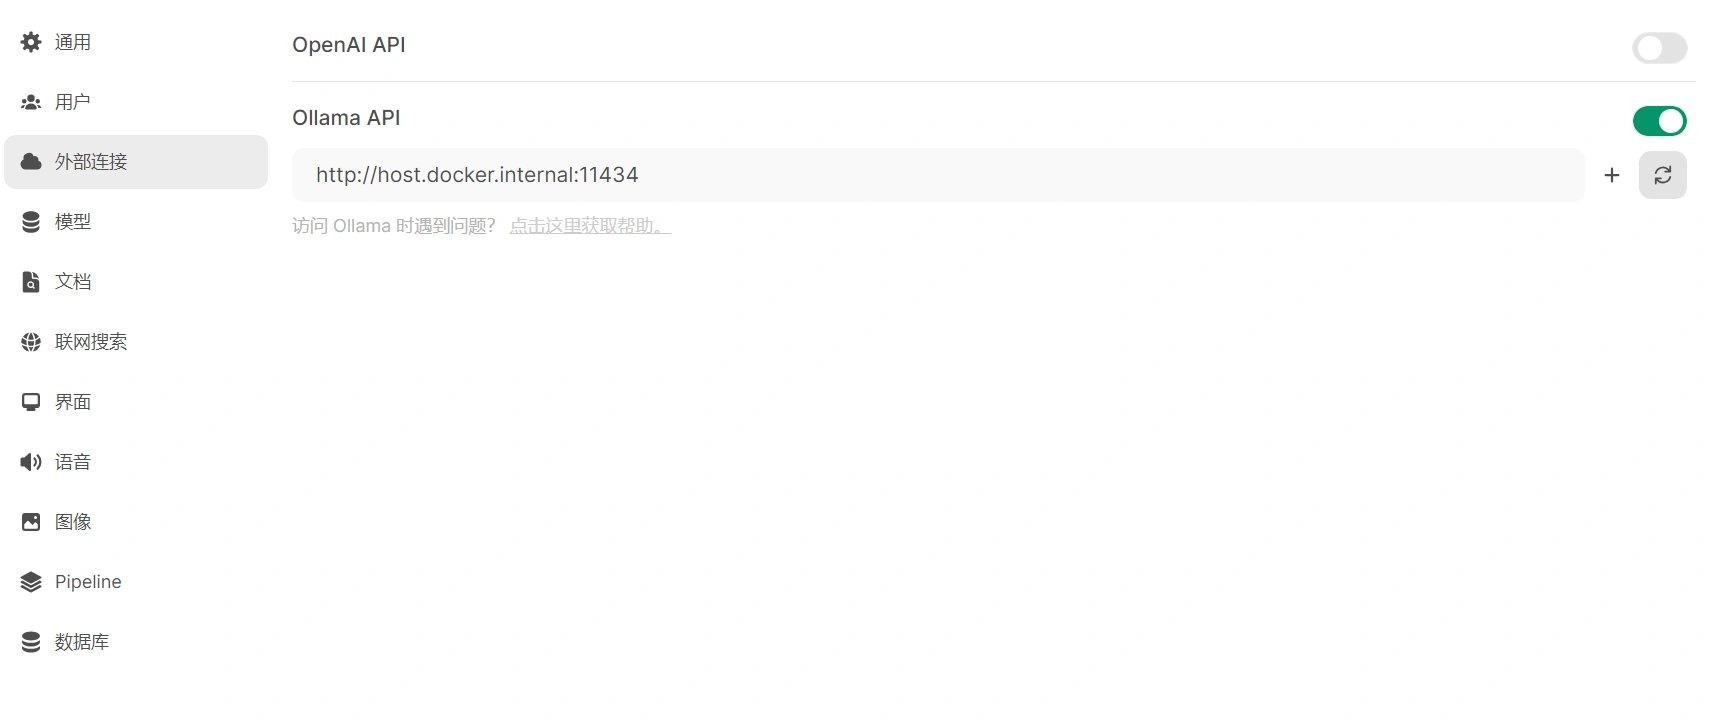 通用
用户
外部连接
模型
文档
联网搜索
界面
语音
图像
Pipeline
数据库
OpenAI API
Ollama API
http://host.docker.internal:11434
访问 Ollama 时遇到问题？ 点击这里获取帮助。